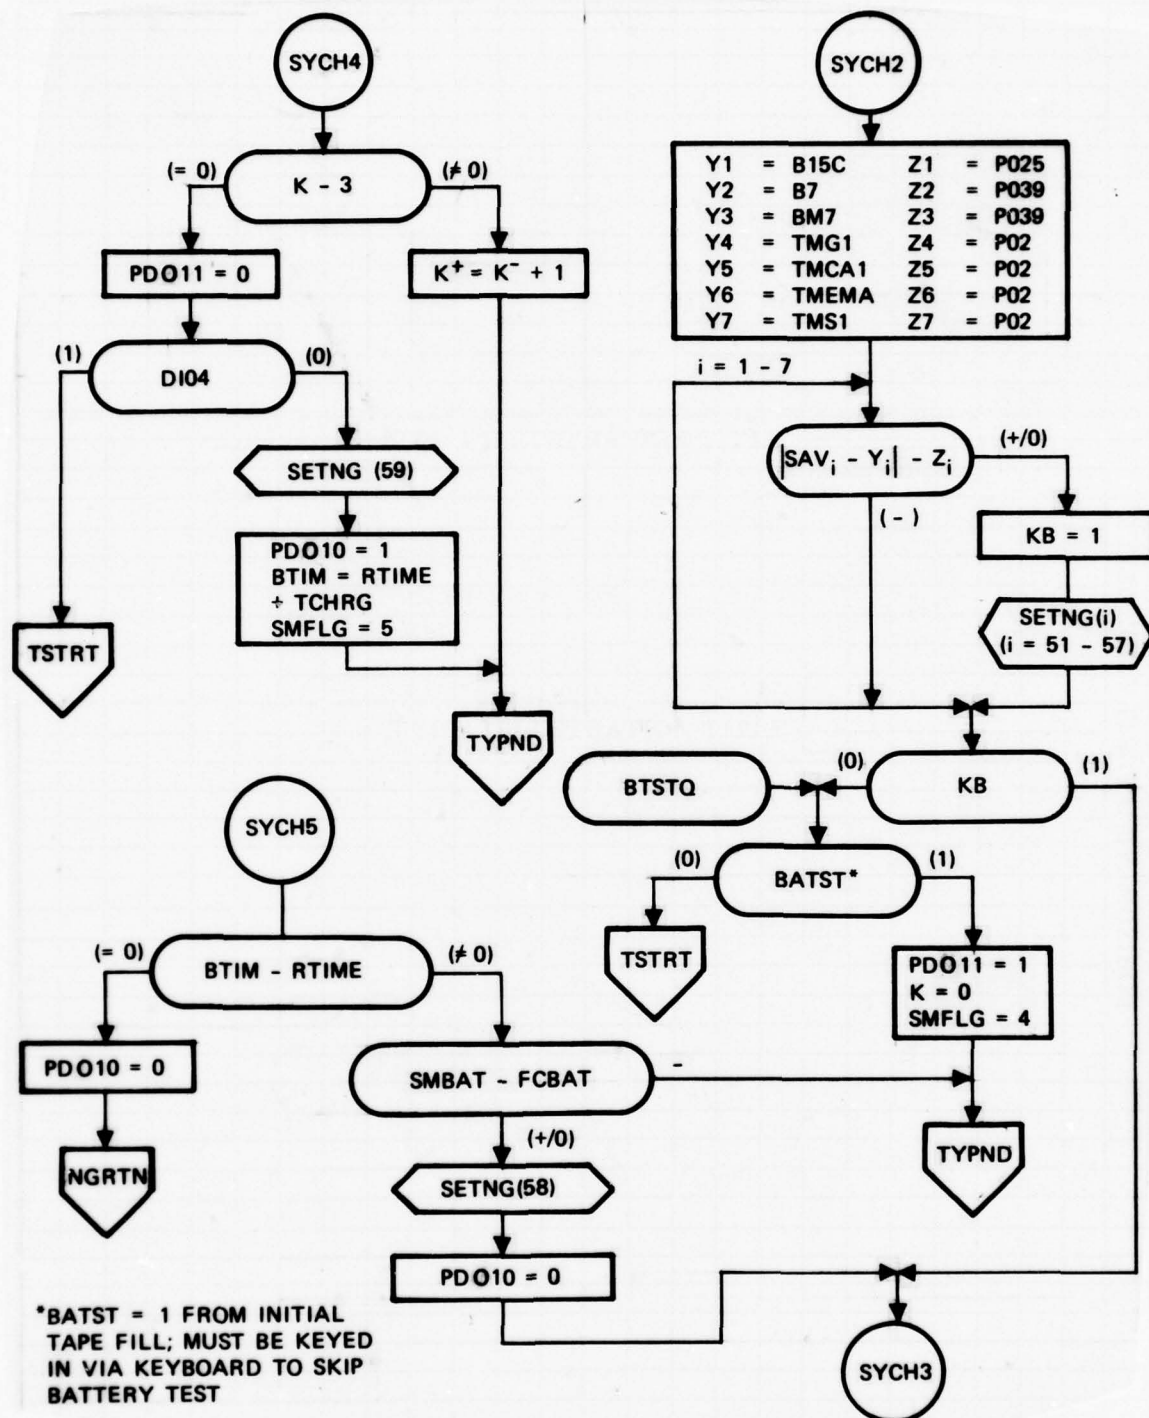 SYCH4
(= 0)
K - 3
(≠ 0)
PDO11 = 0
K⁺ = K⁻ + 1
(1)
DI04
(0)
SETNG (59)
PDO10 = 1
BTIM = RTIME
+ TCHRG
SMFLG = 5
TSTRT
TYPND
SYCH2
Y1 = B15C Z1 = P025
Y2 = B7 Z2 = P039
Y3 = BM7 Z3 = P039
Y4 = TMG1 Z4 = P02
Y5 = TMCA1 Z5 = P02
Y6 = TMEMA Z6 = P02
Y7 = TMS1 Z7 = P02
i = 1 - 7
|SAVᵢ - Yᵢ| - Zᵢ
(+/0)
(-)
KB = 1
SETNG(i)
(i = 51 - 57)
BTSTQ
(0)
KB
(1)
(0)
BATST*
(1)
TSTRT
PDO11 = 1
K = 0
SMFLG = 4
TYPND
SYCH5
(= 0)
BTIM - RTIME
(≠ 0)
PDO10 = 0
NGRTN
SMBAT - FCBAT
-
(+/0)
SETNG(58)
PDO10 = 0
SYCH3
*BATST = 1 FROM INITIAL
TAPE FILL; MUST BE KEYED
IN VIA KEYBOARD TO SKIP
BATTERY TEST